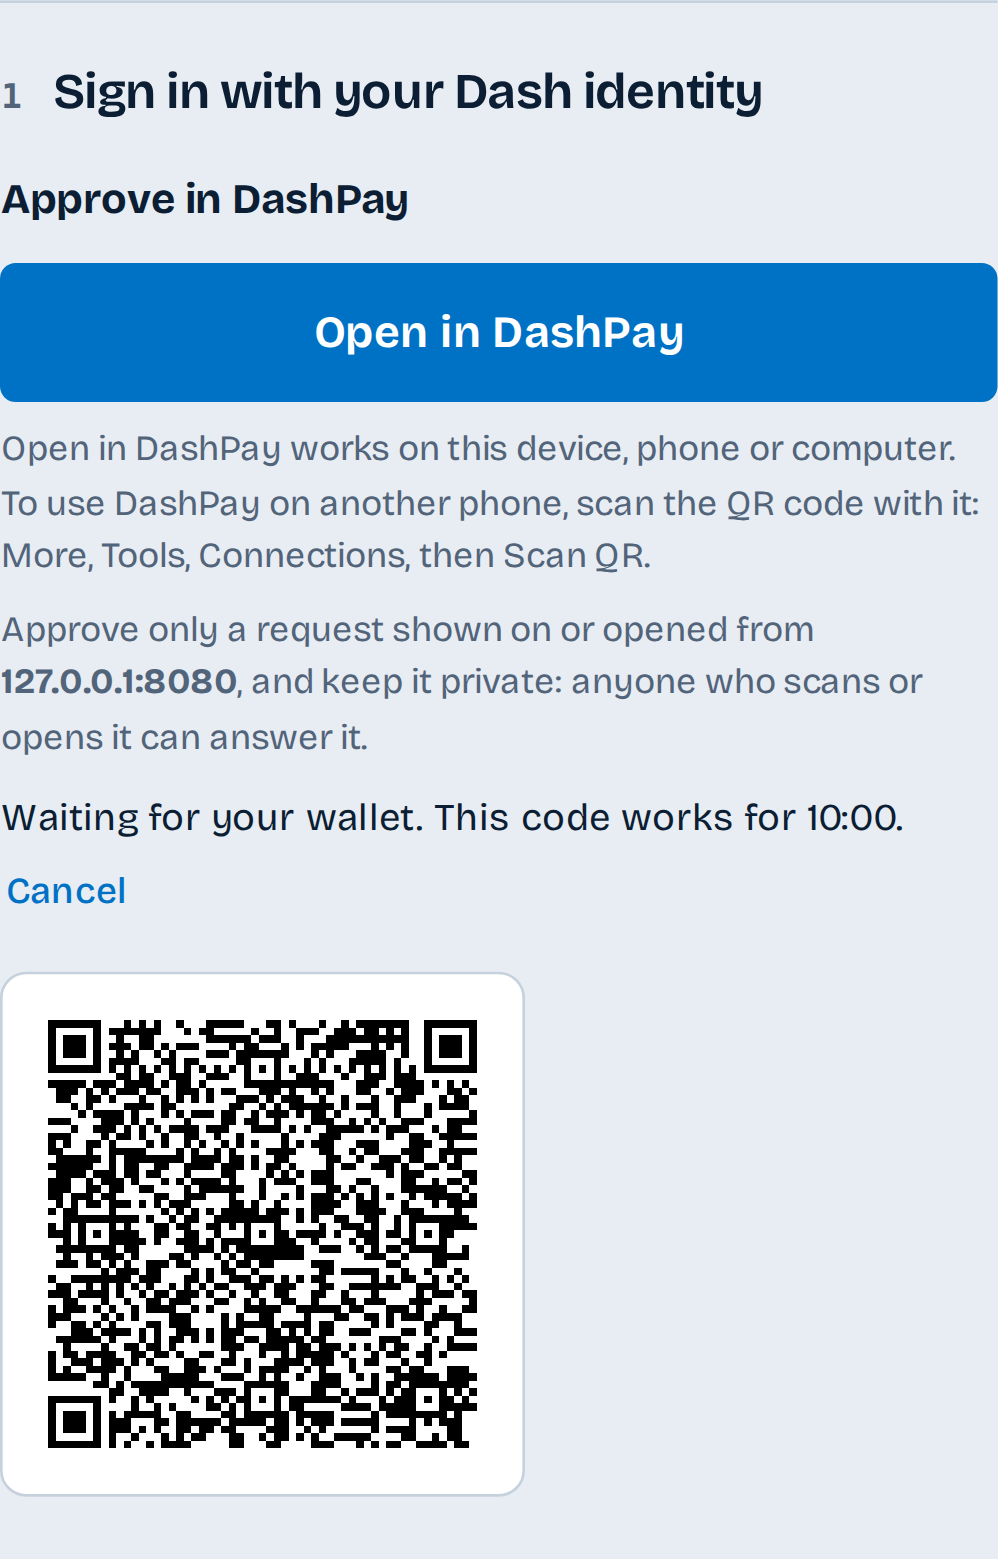 1 Sign in with your Dash identity
Approve in DashPay
Open in DashPay
Open in DashPay works on this device, phone or computer.
To use DashPay on another phone, scan the QR code with it:
More, Tools, Connections, then Scan QR.
Approve only a request shown on or opened from
127.0.0.1:8080, and keep it private: anyone who scans or
opens it can answer it.
Waiting for your wallet. This code works for 10:00.
Cancel